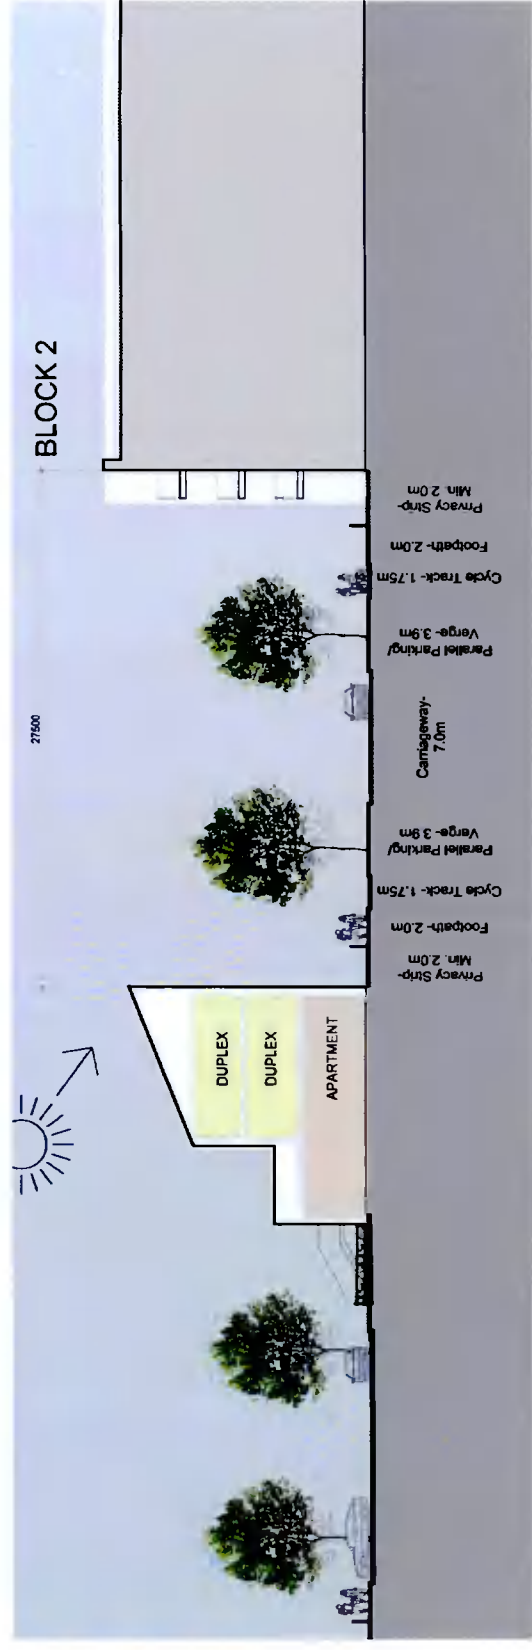 BLOCK 2
27500
DUPLEX
DUPLEX
APARTMENT
Privacy Strip-
Min. 2.0m
Footpath- 2.0m
Cycle Track- 1.75m
Parallel Parking/
Verge- 3.9m
Carriageway-
7.0m
Parallel Parking/
Verge- 3.9m
Cycle Track- 1.75m
Footpath- 2.0m
Privacy Strip-
Min. 2.0m